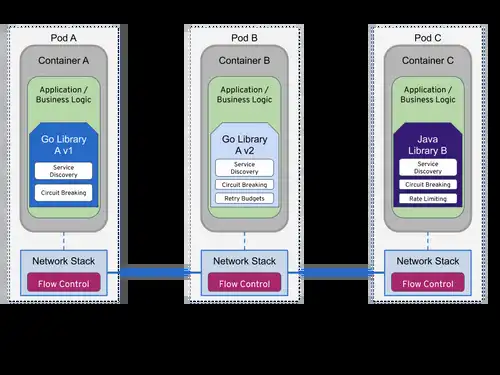 Pod A
Container A
Application /
Business Logic
Go Library
A v1
Service
Discovery
Circuit Breaking
Network Stack
Flow Control
Pod B
Container B
Application /
Business Logic
Go Library
A v2
Service
Discovery
Circuit Breaking
Retry Budgets
Network Stack
Flow Control
Pod C
Container C
Application /
Business Logic
Java
Library B
Service
Discovery
Circuit Breaking
Rate Limiting
Network Stack
Flow Control